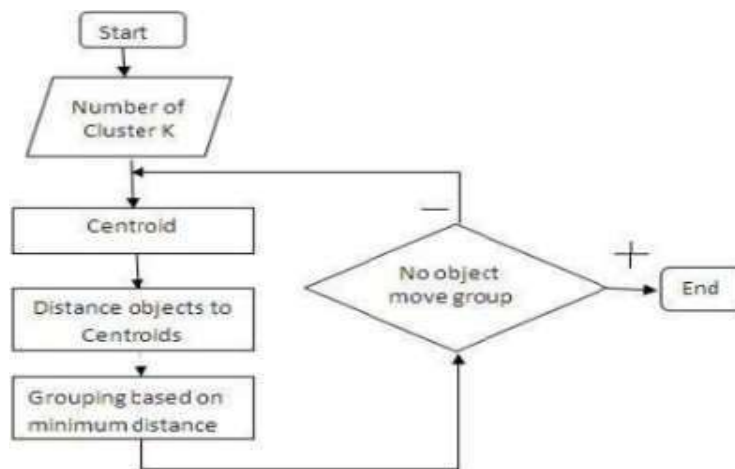 Start
Number of
Cluster K
Centroid
Distance objects to
Centroids
Grouping based on
minimum distance
No object
move group
—
+
End